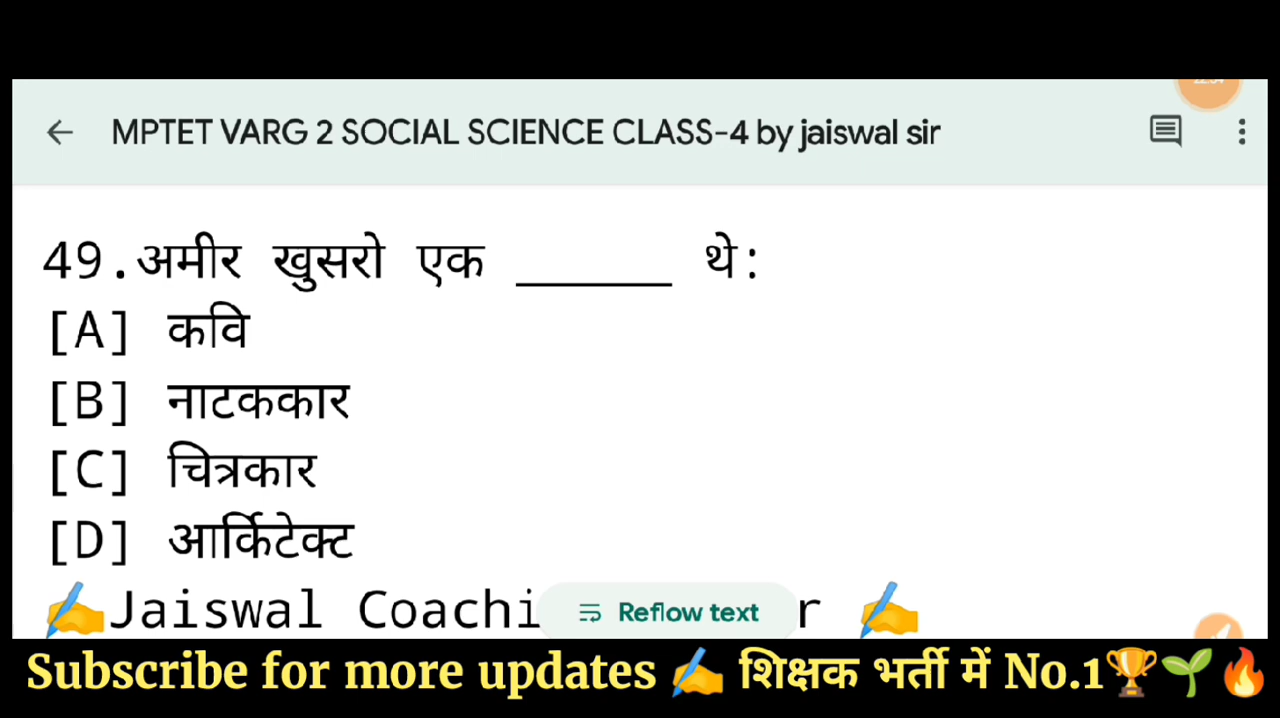 MPTET VARG 2 SOCIAL SCIENCE CLASS-4 by jaiswal sir
49.अमीर खुसरो एक ______ थे:
[A] कवि
[B] नाटककार
[C] चित्रकार
[D] आर्किटेक्ट
✍️Jaiswal Coachi r ✍️
Reflow text
Subscribe for more updates ✍️ शिक्षक भर्ती में No.1🏆🌱🔥